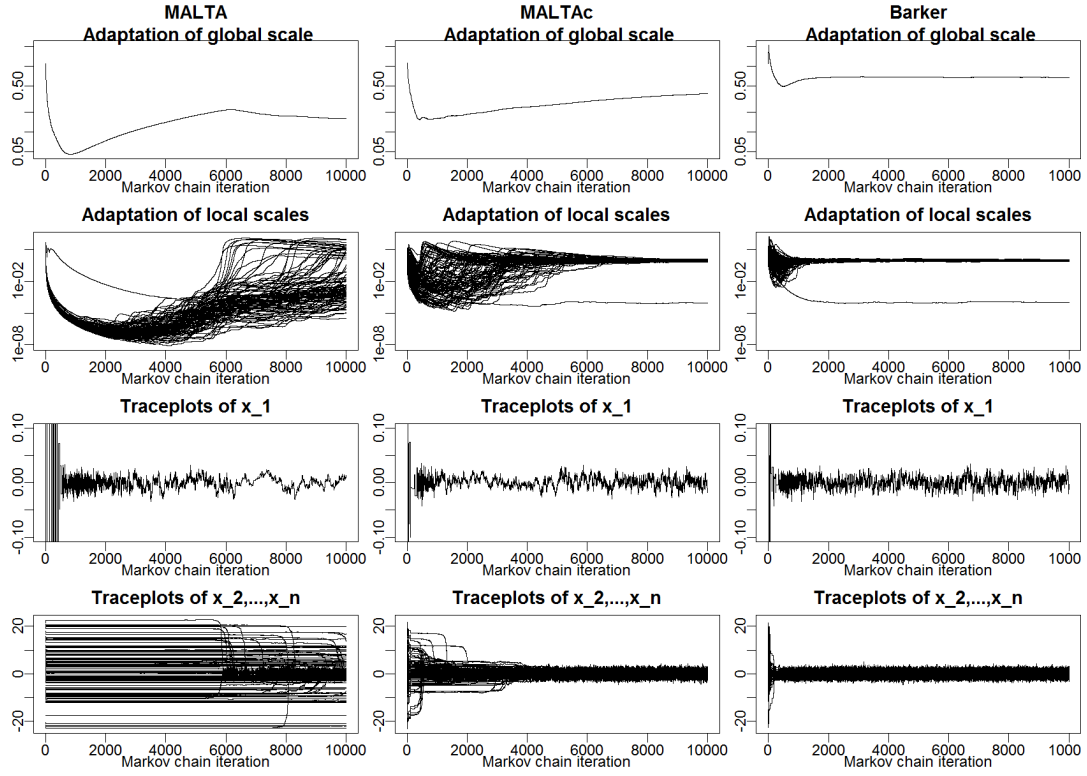 MALTA
Adaptation of global scale
0.50
0.05
0 2000 4000 6000 8000 10000
Markov chain iteration
MALTAc
Adaptation of global scale
0.50
0.05
0 2000 4000 6000 8000 10000
Markov chain iteration
Barker
Adaptation of global scale
0.50
0.05
0 2000 4000 6000 8000 10000
Markov chain iteration
Adaptation of local scales
1e-02
1e-08
0 2000 4000 6000 8000 10000
Markov chain iteration
Adaptation of local scales
1e-02
1e-08
0 2000 4000 6000 8000 10000
Markov chain iteration
Adaptation of local scales
1e-02
1e-08
0 2000 4000 6000 8000 10000
Markov chain iteration
Traceplots of x_1
0.10
0.00
-0.10
0 2000 4000 6000 8000 10000
Markov chain iteration
Traceplots of x_1
0.10
0.00
-0.10
0 2000 4000 6000 8000 10000
Markov chain iteration
Traceplots of x_1
0.10
0.00
-0.10
0 2000 4000 6000 8000 10000
Markov chain iteration
Traceplots of x_2,...,x_n
20
0
-20
0 2000 4000 6000 8000 10000
Markov chain iteration
Traceplots of x_2,...,x_n
20
0
-20
0 2000 4000 6000 8000 10000
Markov chain iteration
Traceplots of x_2,...,x_n
20
0
-20
0 2000 4000 6000 8000 10000
Markov chain iteration